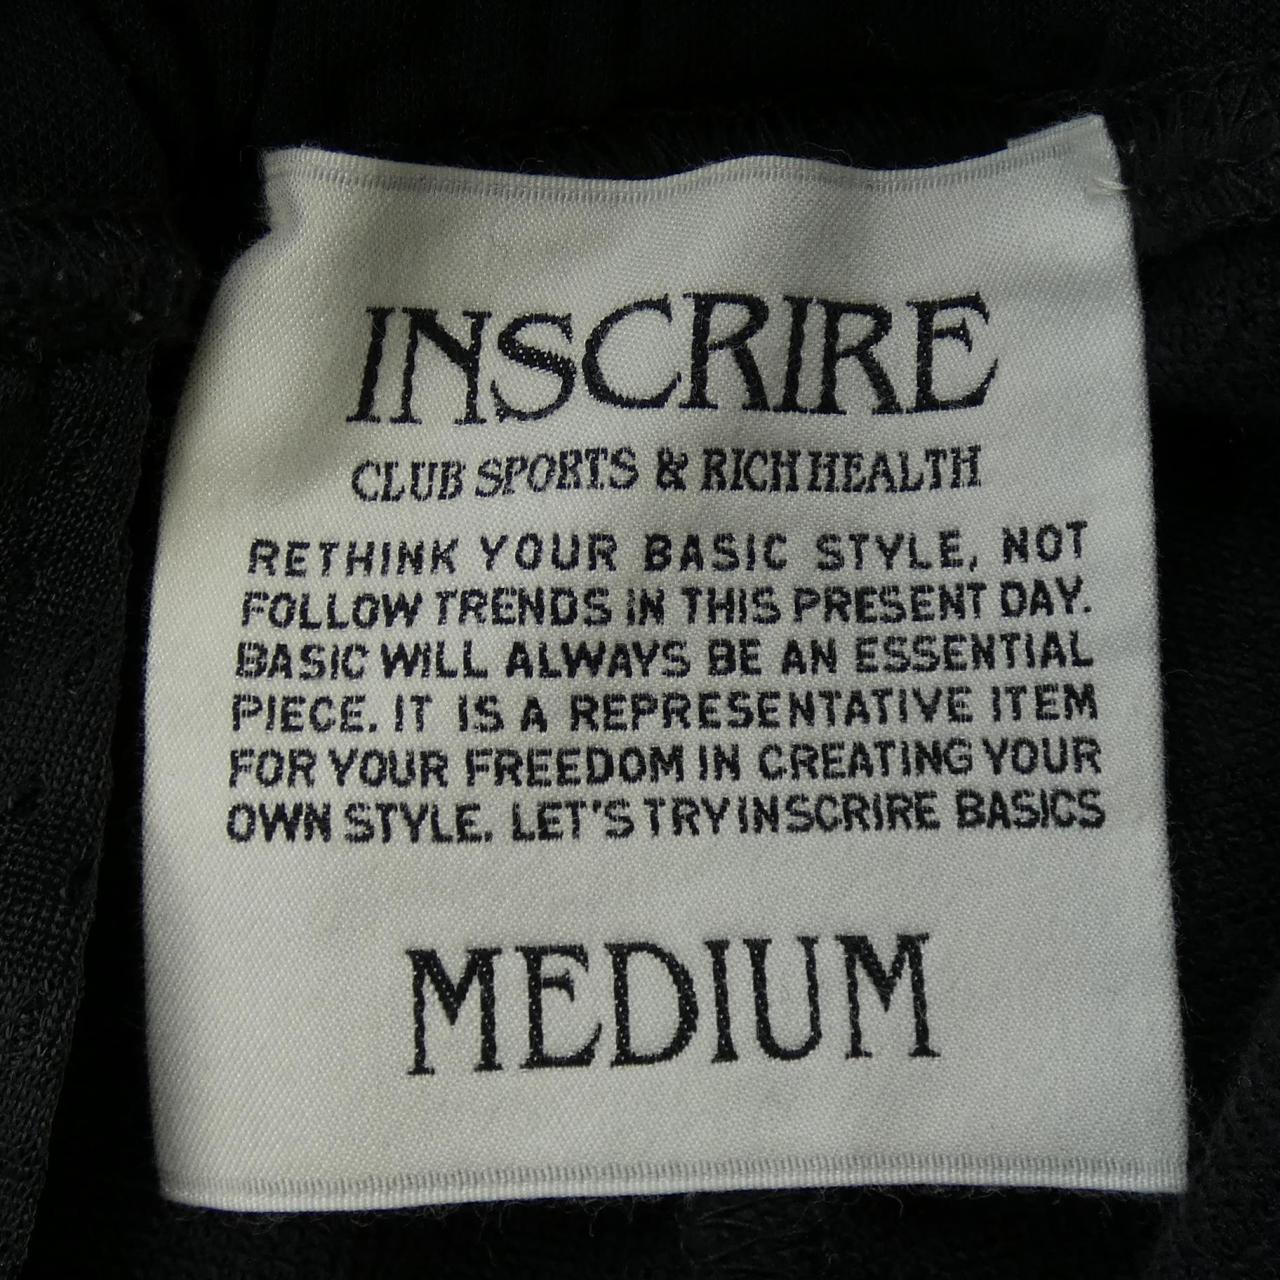 INSCRIRE
CLUB SPORTS & RICH HEALTH
RETHINK YOUR BASIC STYLE, NOT
FOLLOW TRENDS IN THIS PRESENT DAY.
BASIC WILL ALWAYS BE AN ESSENTIAL
PIECE. IT IS A REPRESENTATIVE ITEM
FOR YOUR FREEDOM IN CREATING YOUR
OWN STYLE. LET'S TRY INSCRIRE BASICS
MEDIUM